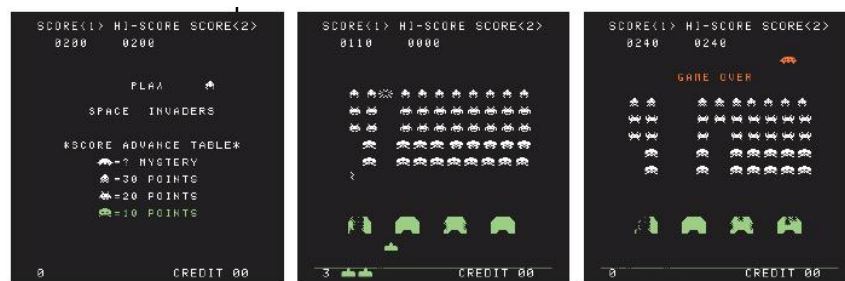 SCORE<1> HI-SCORE SCORE<2>
0200 0200
PLAY
SPACE INVADERS
*SCORE ADVANCE TABLE*
=? MYSTERY
=30 POINTS
=20 POINTS
=10 POINTS
0 CREDIT 00
SCORE<1> HI-SCORE SCORE<2>
0110 0000
3 CREDIT 00
SCORE<1> HI-SCORE SCORE<2>
0240 0240
GAME OVER
0 CREDIT 00